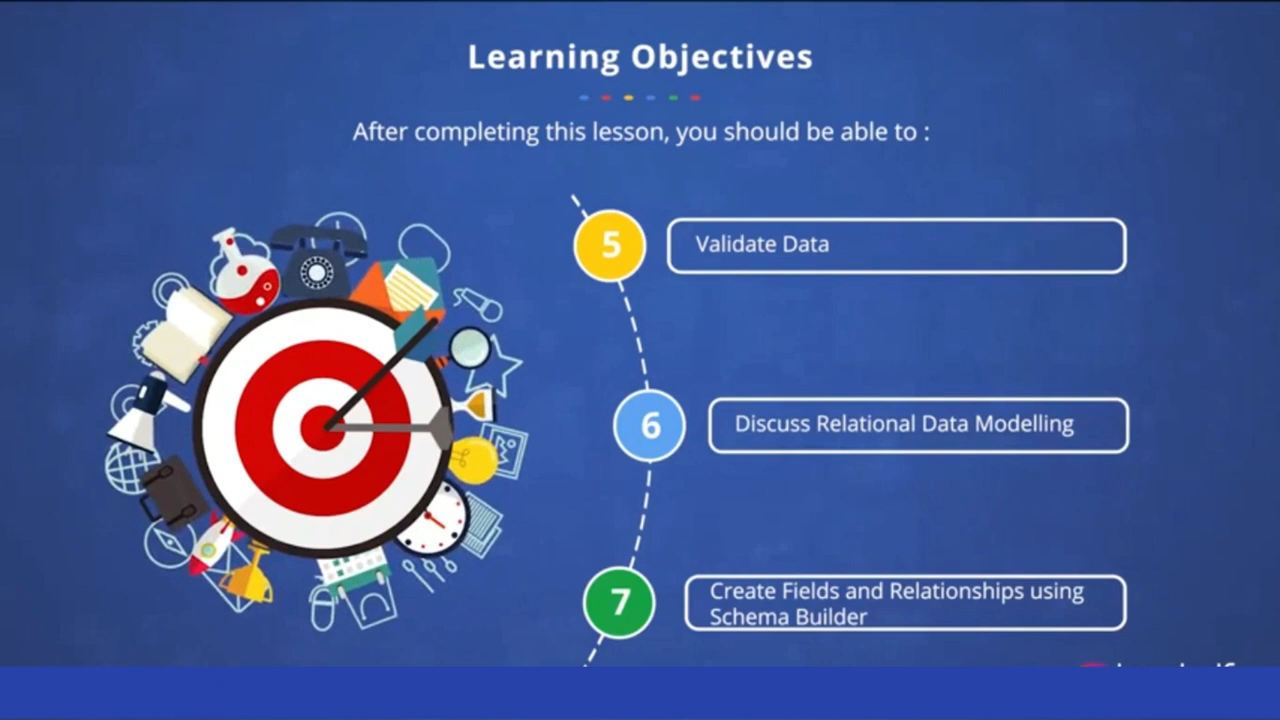 Learning Objectives
After completing this lesson, you should be able to :
5
Validate Data
6
Discuss Relational Data Modelling
7
Create Fields and Relationships using
Schema Builder